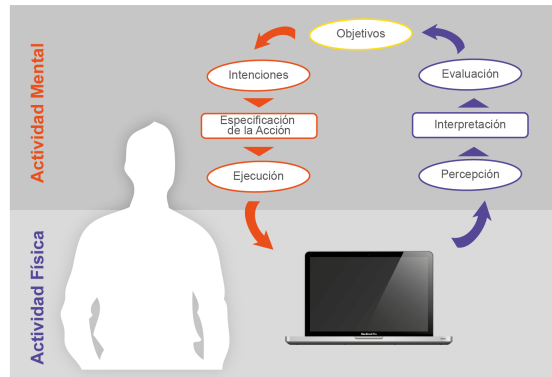 Objetivos
Intenciones
Especificación
de la Acción
Ejecución
Evaluación
Interpretación
Percepción
Actividad Mental
Actividad Física